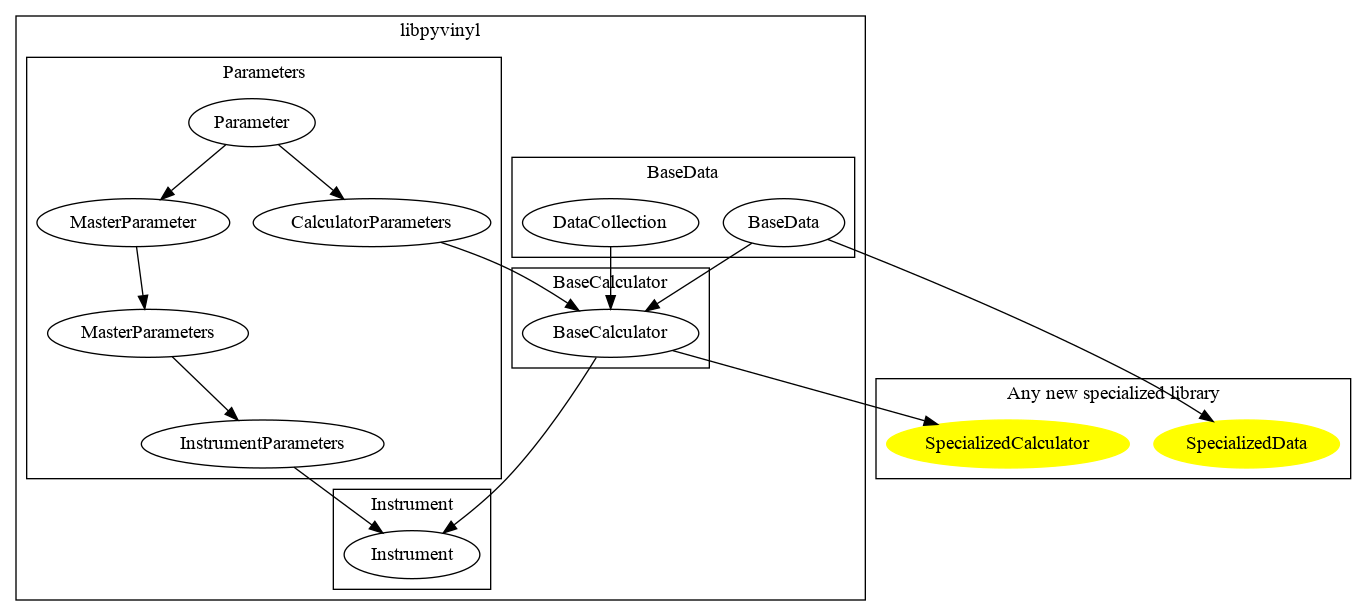 libpyvinyl
Parameters
Parameter
MasterParameter
CalculatorParameters
MasterParameters
InstrumentParameters
BaseData
DataCollection
BaseData
BaseCalculator
BaseCalculator
Instrument
Instrument
Any new specialized library
SpecializedCalculator
SpecializedData